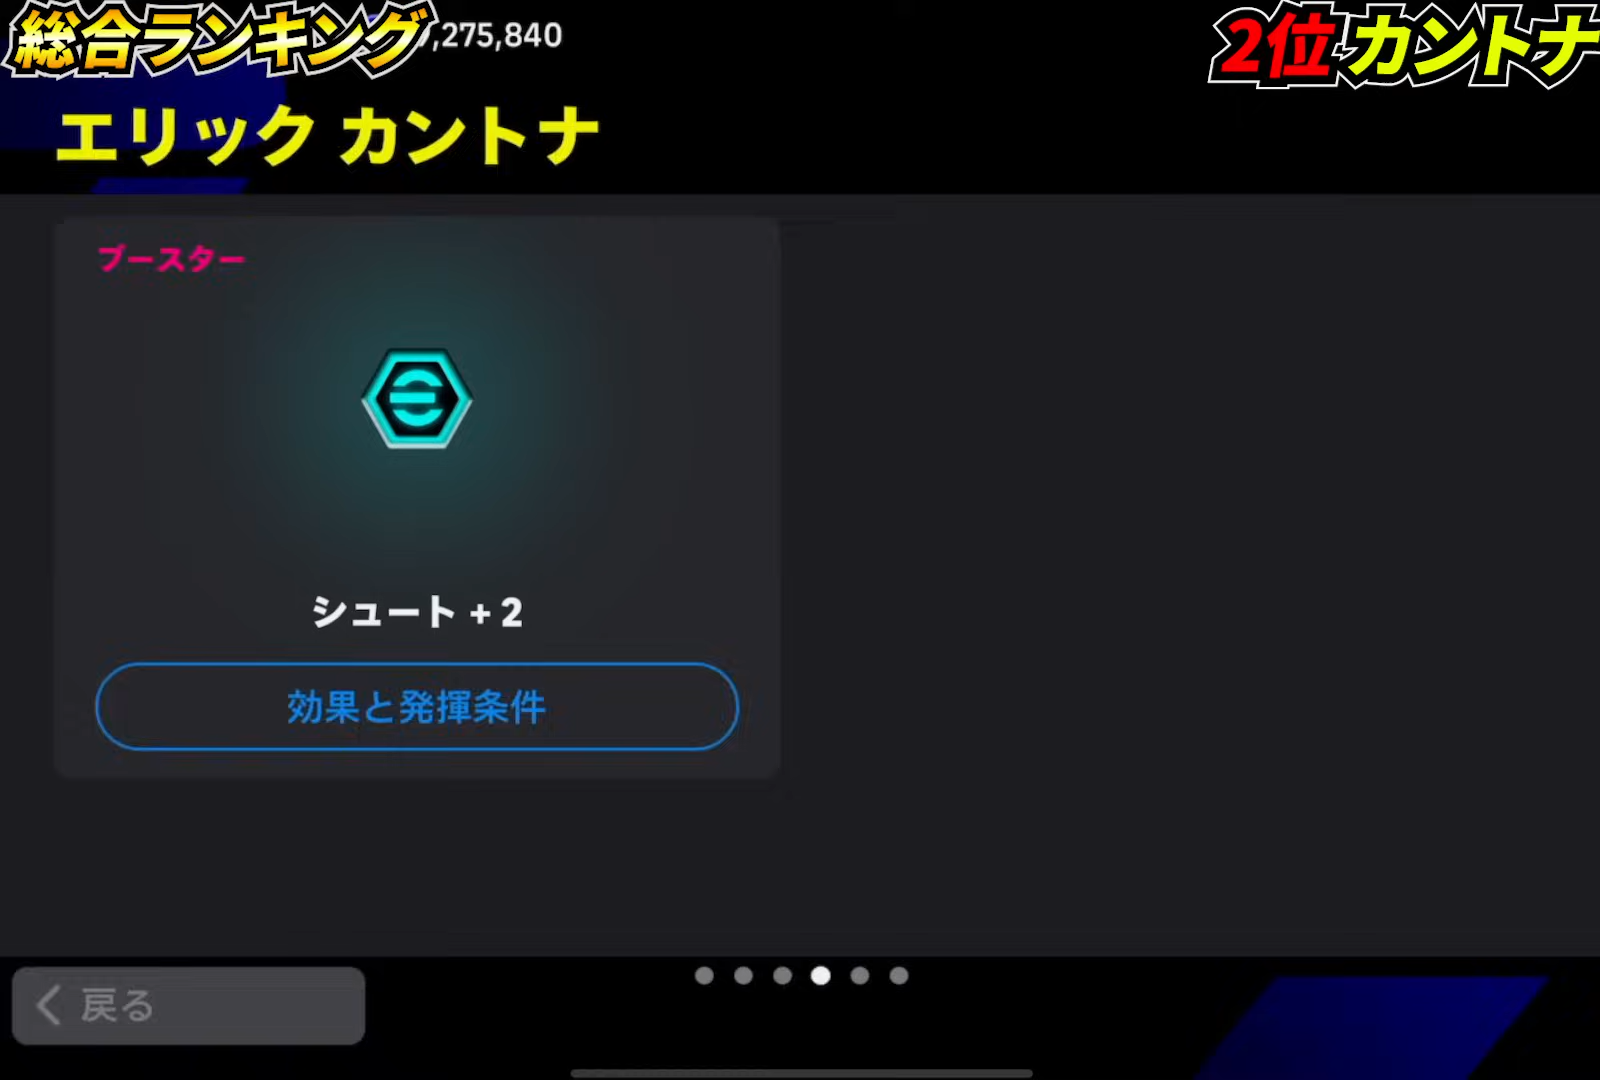 総合ランキング
,275,840
2位 カントナ
エリック カントナ
ブースター
シュート + 2
効果と発揮条件
戻る